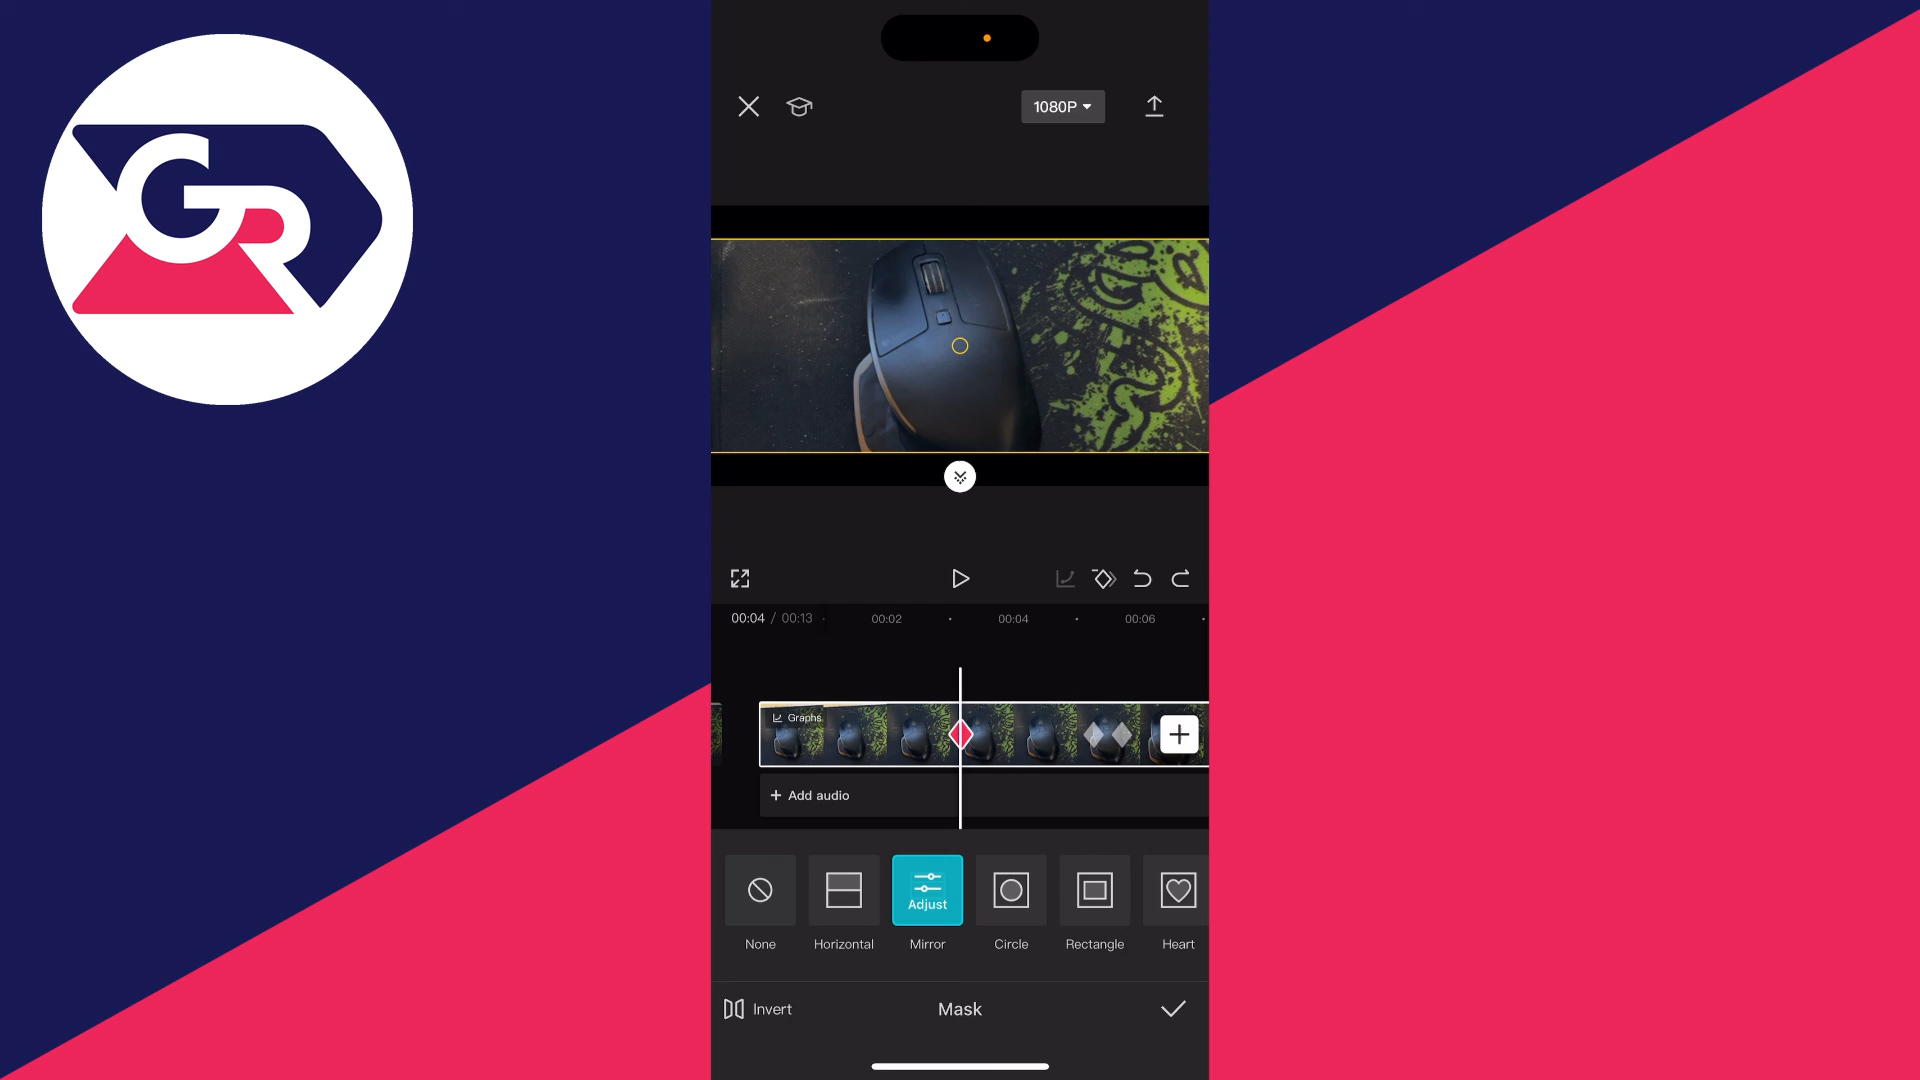 GR
1080P
00:04 / 00:13
00:02
00:04
00:06
Graphs
+ Add audio
Adjust
None
Horizontal
Mirror
Circle
Rectangle
Heart
Invert
Mask